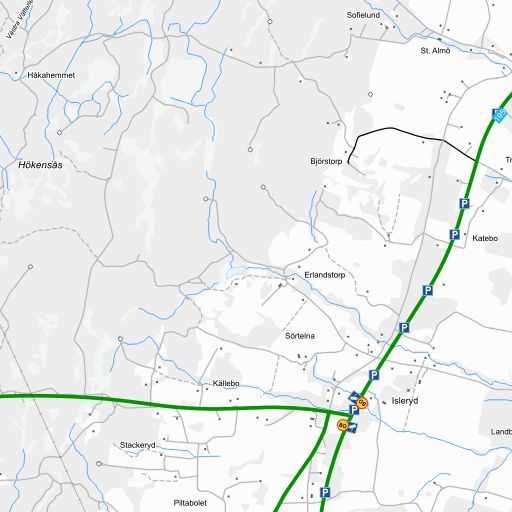 Sofielund
St. Almö
Håkahemmet
P
Björstorp
Hökensås
P
P
Katebo
Erlandstorp
P
P
Sörtelna
P
Källebo
Isleryd
P
Stackeryd
P
Piltabolet